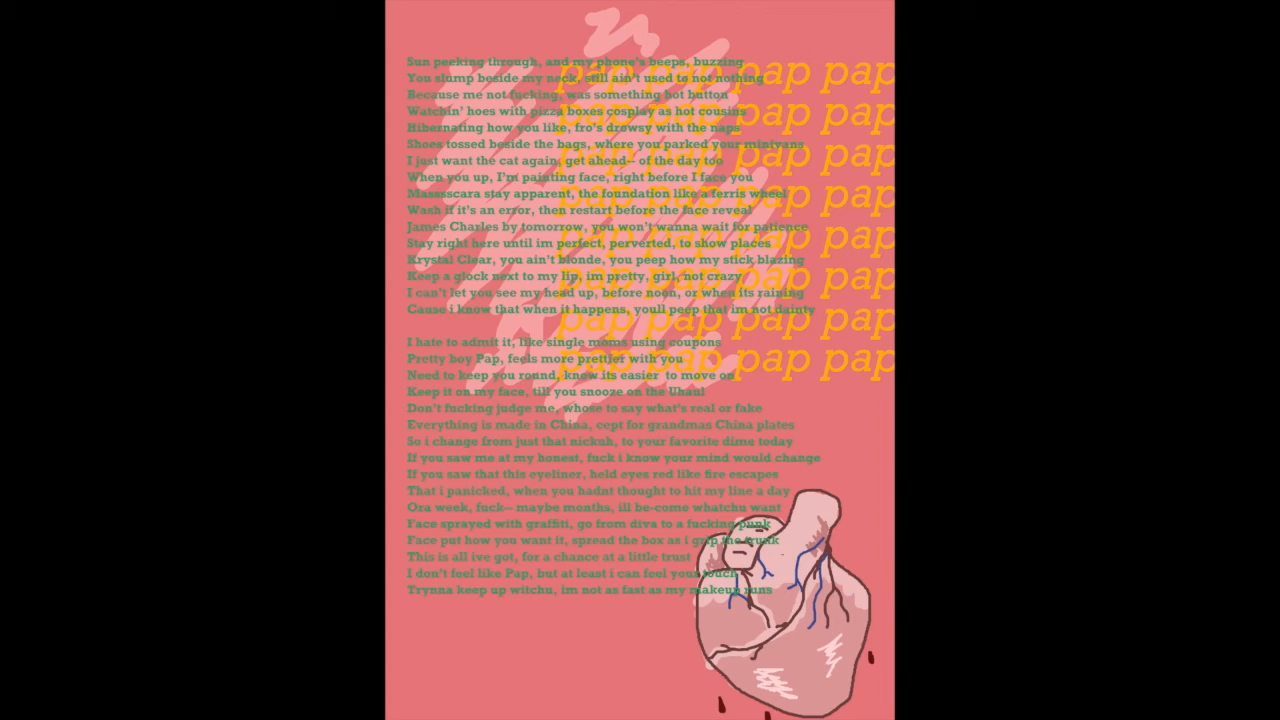 Sun peeking through, and my phone's beeps, buzzing
You slump beside my neck, still ain't used to not nothing
Because me not fucking, was something hot button
Watchin' hoes with pizza boxes cosplay as hot cousins
Hibernating how you like, fro's drowsy with the naps
Shoes tossed beside the bags, where you parked your minivans
I just want the cat again, get ahead-- of the day too
When you up, I'm painting face, right before I face you
Massscara stay apparent, the foundation like a ferris wheel
Wash if it's an error, then restart before the face reveal
James Charles by tomorrow, you won't wanna wait for patience
Stay right here until im perfect, perverted, to show places
Krystal Clear, you ain't blonde, you peep how my stick blazing
Keep a glock next to my lip, im pretty, girl, not crazy
I can't let you see my head up, before noon, or when its raining
Cause i know that when it happens, youll peep that im not dainty
I hate to admit it, like single moms using coupons
Pretty boy Pap, feels more prettier with you
Need to keep you round, know its easier to move on
Keep it on my face, till you snooze on the Uhaul
Don't fucking judge me, whose to say what's real or fake
Everything is made in China, cept for grandmas China plates
So i change from just that nickuh, to your favorite dime today
If you saw me at my honest, fuck i know your mind would change
If you saw that this eyeliner, held eyes red like fire escapes
That i panicked, when you hadnt thought to hit my line a day
Ora week, fuck-- maybe months, ill be-come whatchu want
Face sprayed with graffiti, go from diva to a fucking punk
Face put how you want it, spread the box as i grip the trunk
This is all ive got, for a chance at a little trust
I don't feel like Pap, but at least i can feel your touch
Trynna keep up witchu, im not as fast as my makeup runs
pap pap pap pap
pap pap pap pap
pap pap pap pap
pap pap pap pap
pap pap pap pap
pap pap pap pap
pap pap pap pap
pap pap pap pap